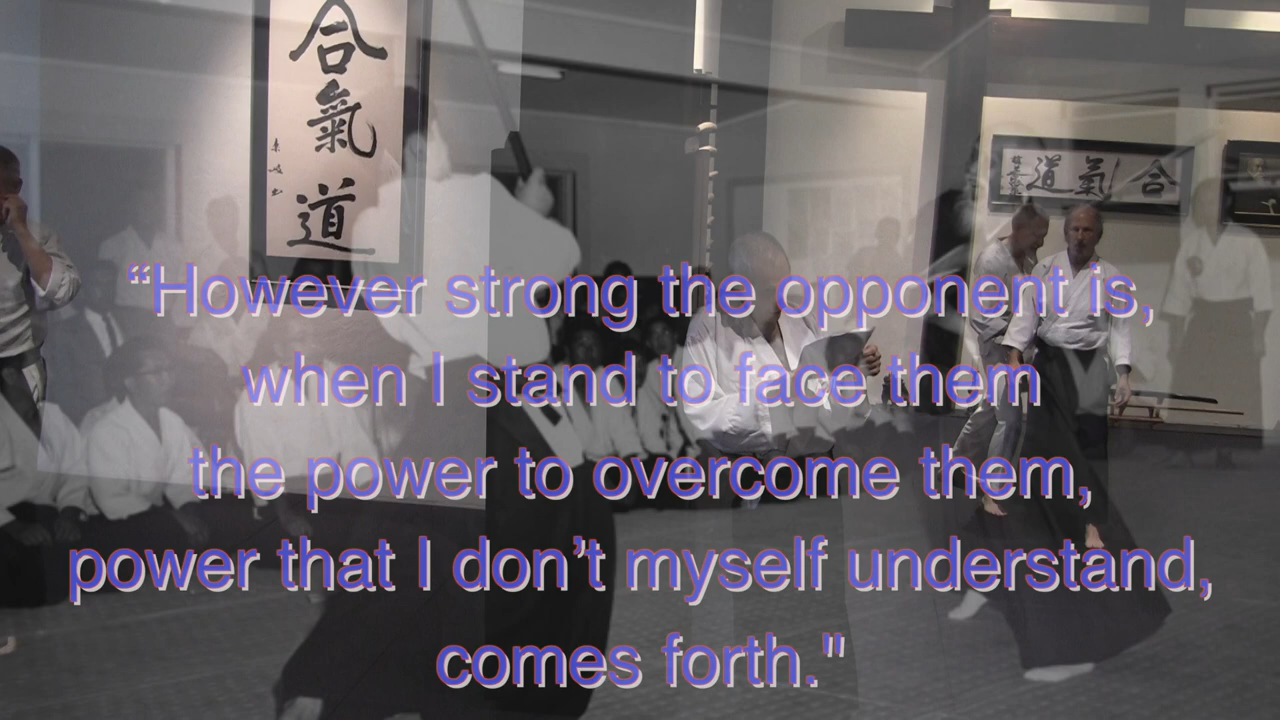 合
氣
道
道氣合
“However strong the opponent is,
when I stand to face them
the power to overcome them,
power that I don’t myself understand,
comes forth."